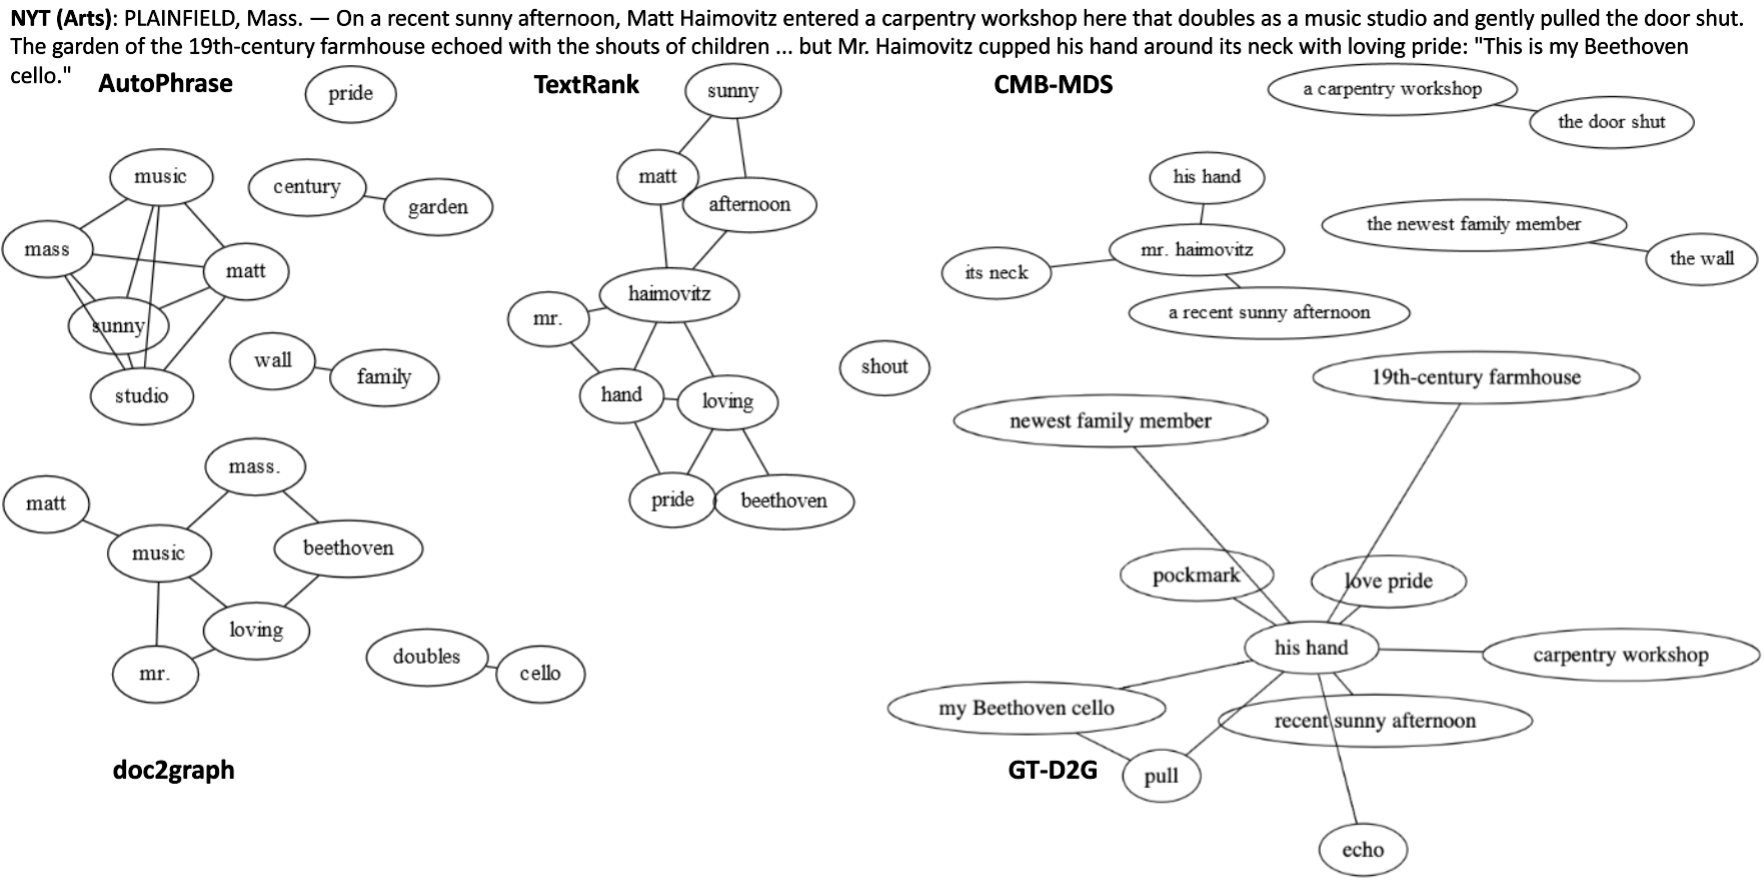 NYT (Arts): PLAINFIELD, Mass. — On a recent sunny afternoon, Matt Haimovitz entered a carpentry workshop here that doubles as a music studio and gently pulled the door shut.
The garden of the 19th-century farmhouse echoed with the shouts of children ... but Mr. Haimovitz cupped his hand around its neck with loving pride: "This is my Beethoven
cello."
AutoPhrase
pride
music
century
garden
mass
matt
sunny
wall
family
studio
TextRank
sunny
matt
afternoon
haimovitz
mr.
hand
loving
pride
beethoven
CMB-MDS
a carpentry workshop
the door shut
his hand
the newest family member
mr. haimovitz
the wall
its neck
a recent sunny afternoon
shout
mass.
matt
music
beethoven
loving
mr.
doubles
cello
doc2graph
19th-century farmhouse
newest family member
pockmark
love pride
his hand
carpentry workshop
my Beethoven cello
recent sunny afternoon
GT-D2G
pull
echo